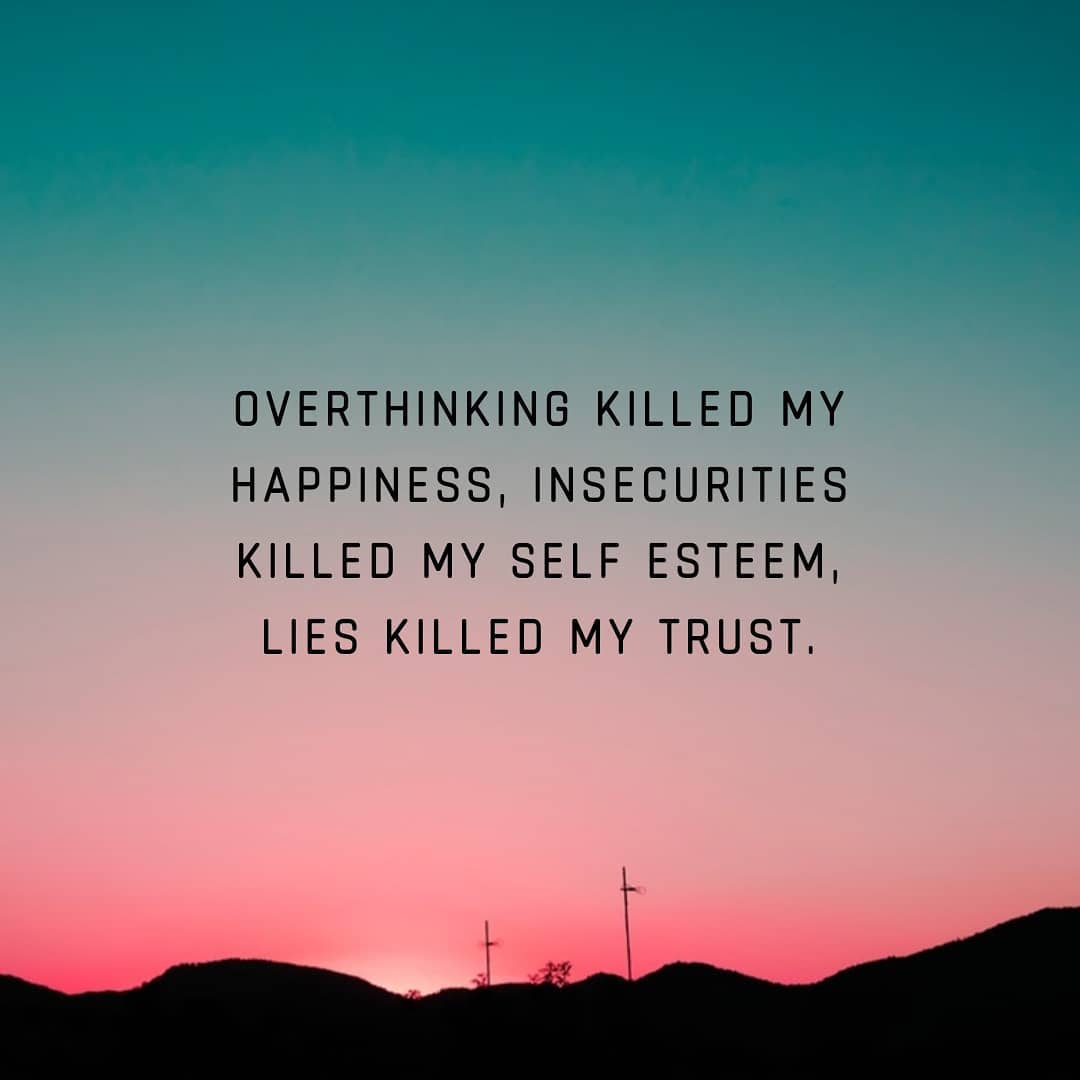 OVERTHINKING KILLED MY
HAPPINESS, INSECURITIES
KILLED MY SELF ESTEEM,
LIES KILLED MY TRUST.